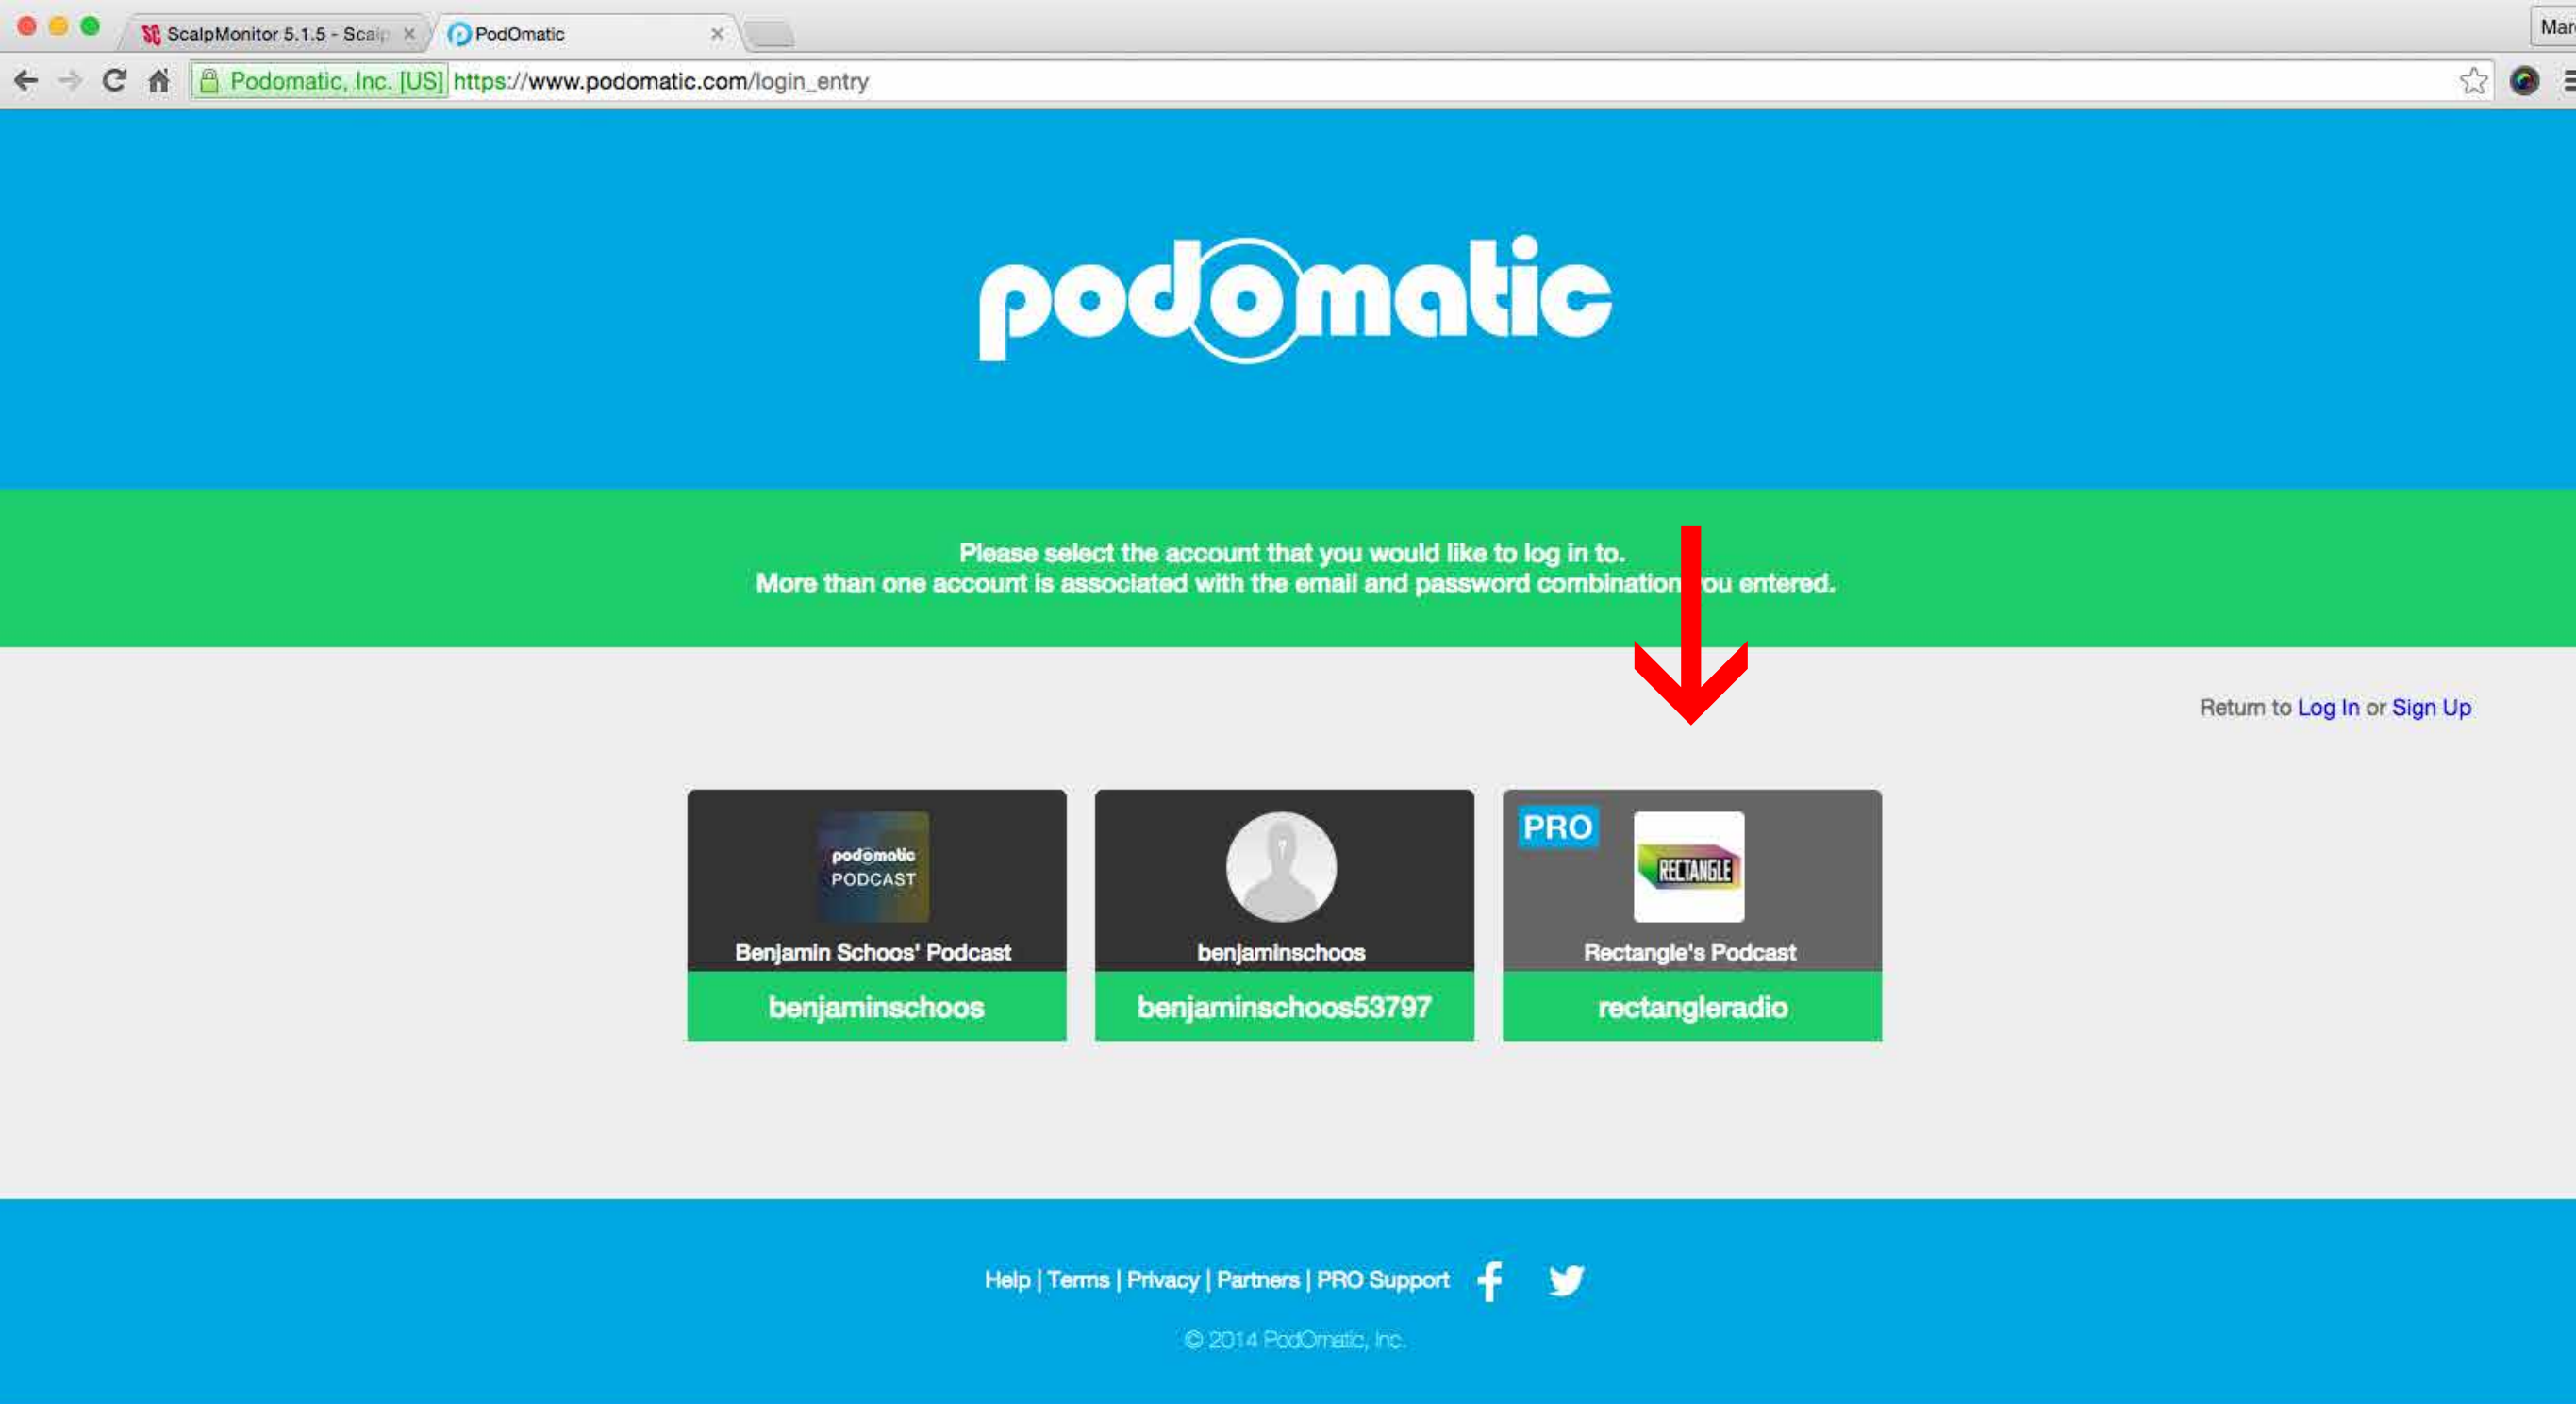 ScalpMonitor 5.1.5 - Scalp
PodOmatic
Podomatic, Inc. [US] https://www.podomatic.com/login_entry
podomatic
Please select the account that you would like to log in to.
More than one account is associated with the email and password combination ou entered.
Return to Log In or Sign Up
podomatic
PODCAST
Benjamin Schoos' Podcast
benjaminschoos
benjaminschoos
benjaminschoos53797
PRO
RECTANGLE
Rectangle's Podcast
rectangleradio
Help | Terms | Privacy | Partners | PRO Support
© 2014 PodOmatic, Inc.